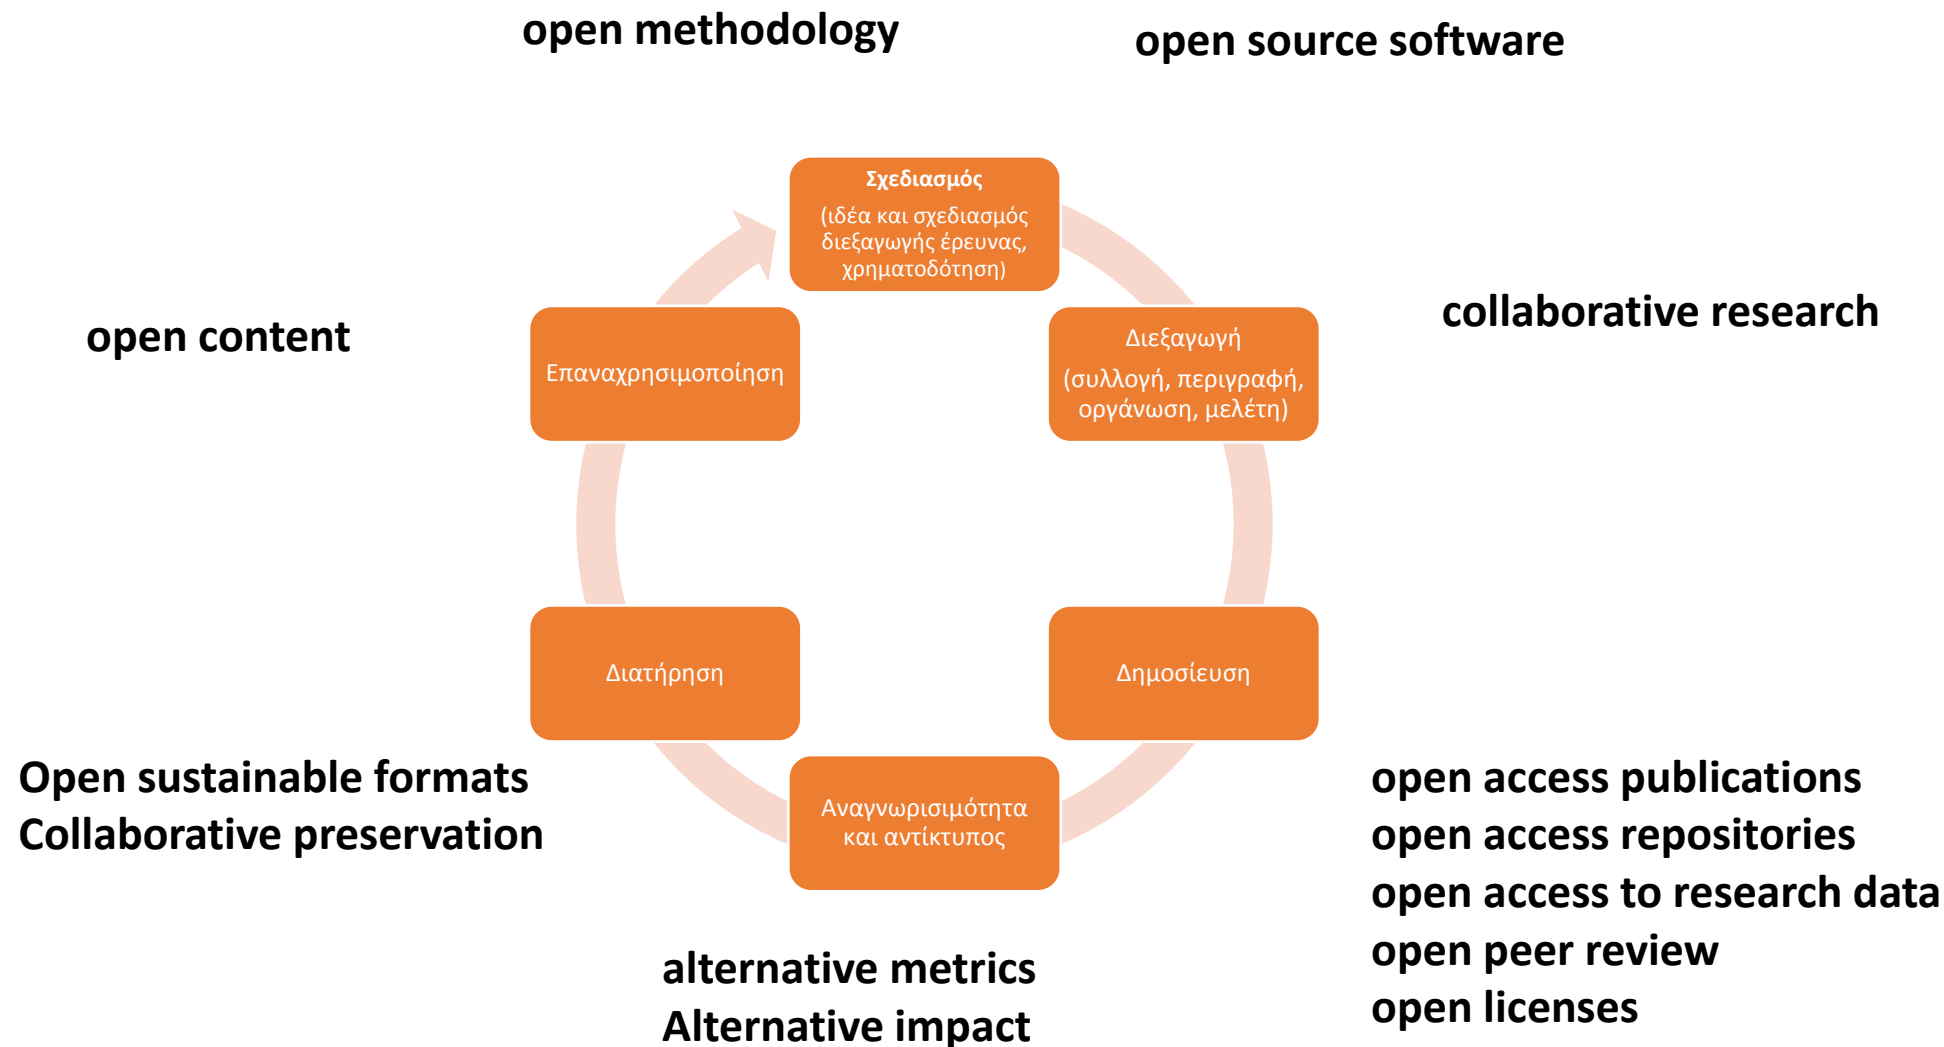 open methodology
open source software
Σχεδιασμός
(ιδέα και σχεδιασμός
διεξαγωγής έρευνας,
χρηματοδότηση)
open content
collaborative research
Επαναχρησιμοποίηση
Διεξαγωγή
(συλλογή, περιγραφή,
οργάνωση, μελέτη)
Διατήρηση
Δημοσίευση
Open sustainable formats
Collaborative preservation
Αναγνωρισιμότητα
και αντίκτυπος
open access publications
open access repositories
open access to research data
open peer review
open licenses
alternative metrics
Alternative impact